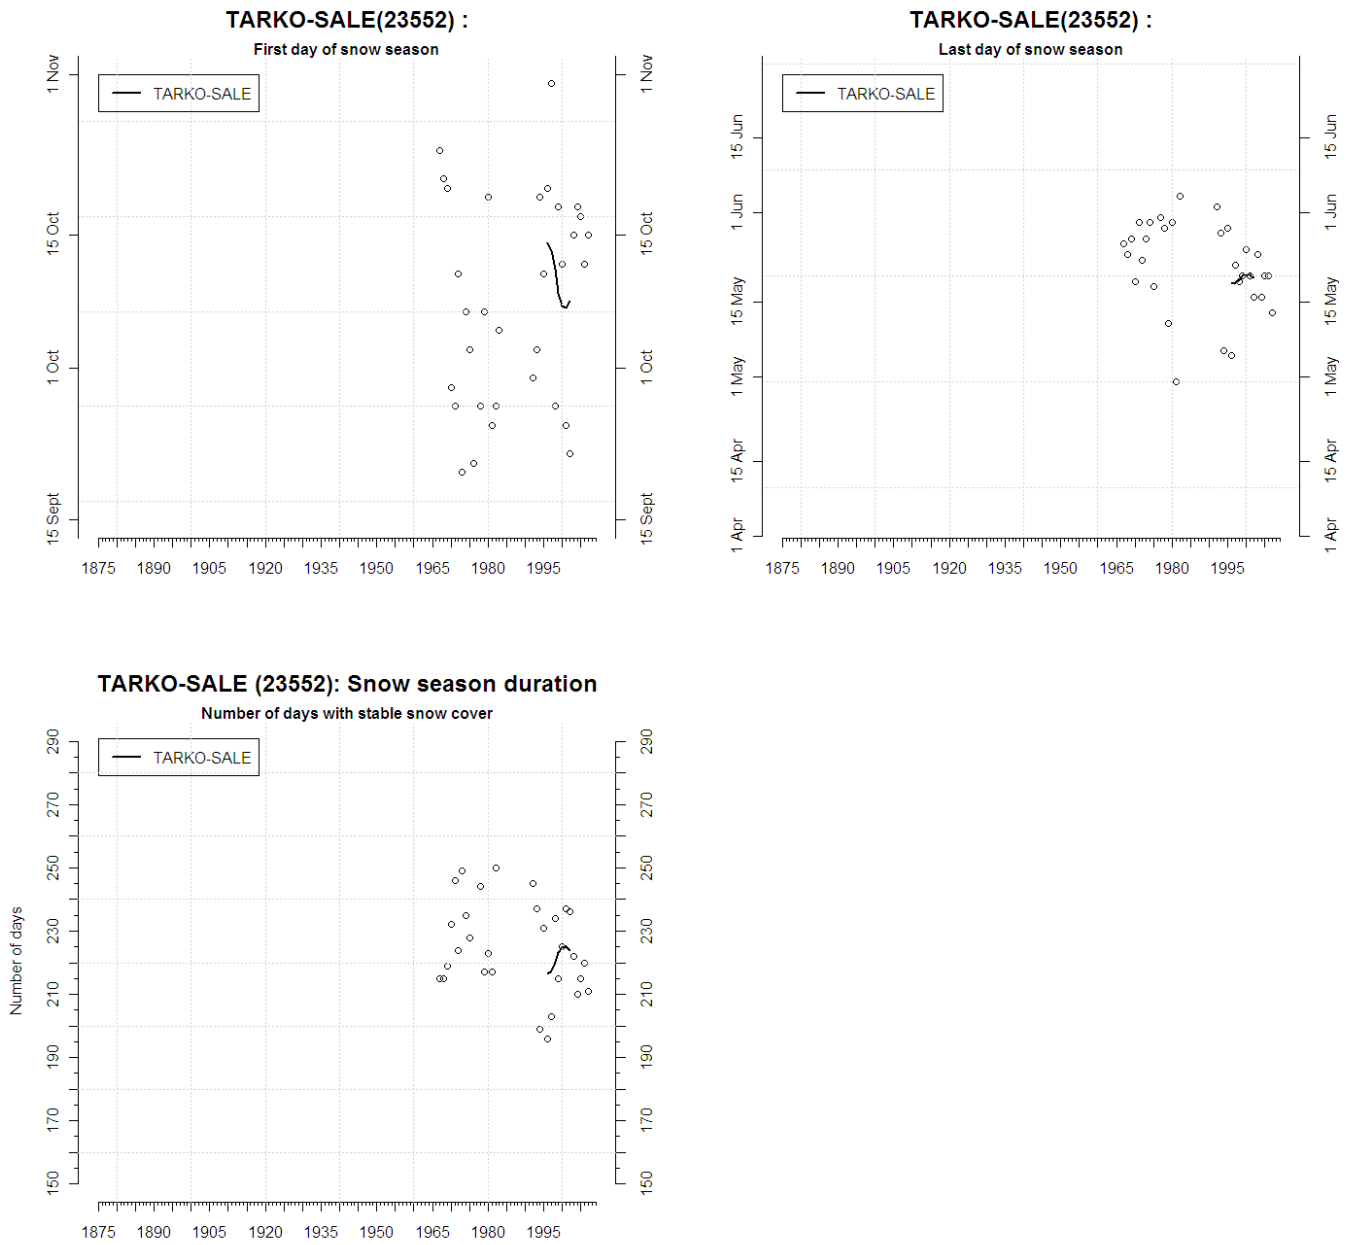 TARKO-SALE(23552) :
First day of snow season
TARKO-SALE
1 Nov
15 Oct
1 Oct
15 Sept
1 Nov
15 Oct
1 Oct
15 Sept
1875 1890 1905 1920 1935 1950 1965 1980 1995
TARKO-SALE(23552) :
Last day of snow season
TARKO-SALE
15 Jun
1 Jun
15 May
1 May
15 Apr
1 Apr
15 Jun
1 Jun
15 May
1 May
15 Apr
1 Apr
1875 1890 1905 1920 1935 1950 1965 1980 1995
TARKO-SALE (23552): Snow season duration
Number of days with stable snow cover
TARKO-SALE
Number of days
290
270
250
230
210
190
170
150
290
270
250
230
210
190
170
150
1875 1890 1905 1920 1935 1950 1965 1980 1995